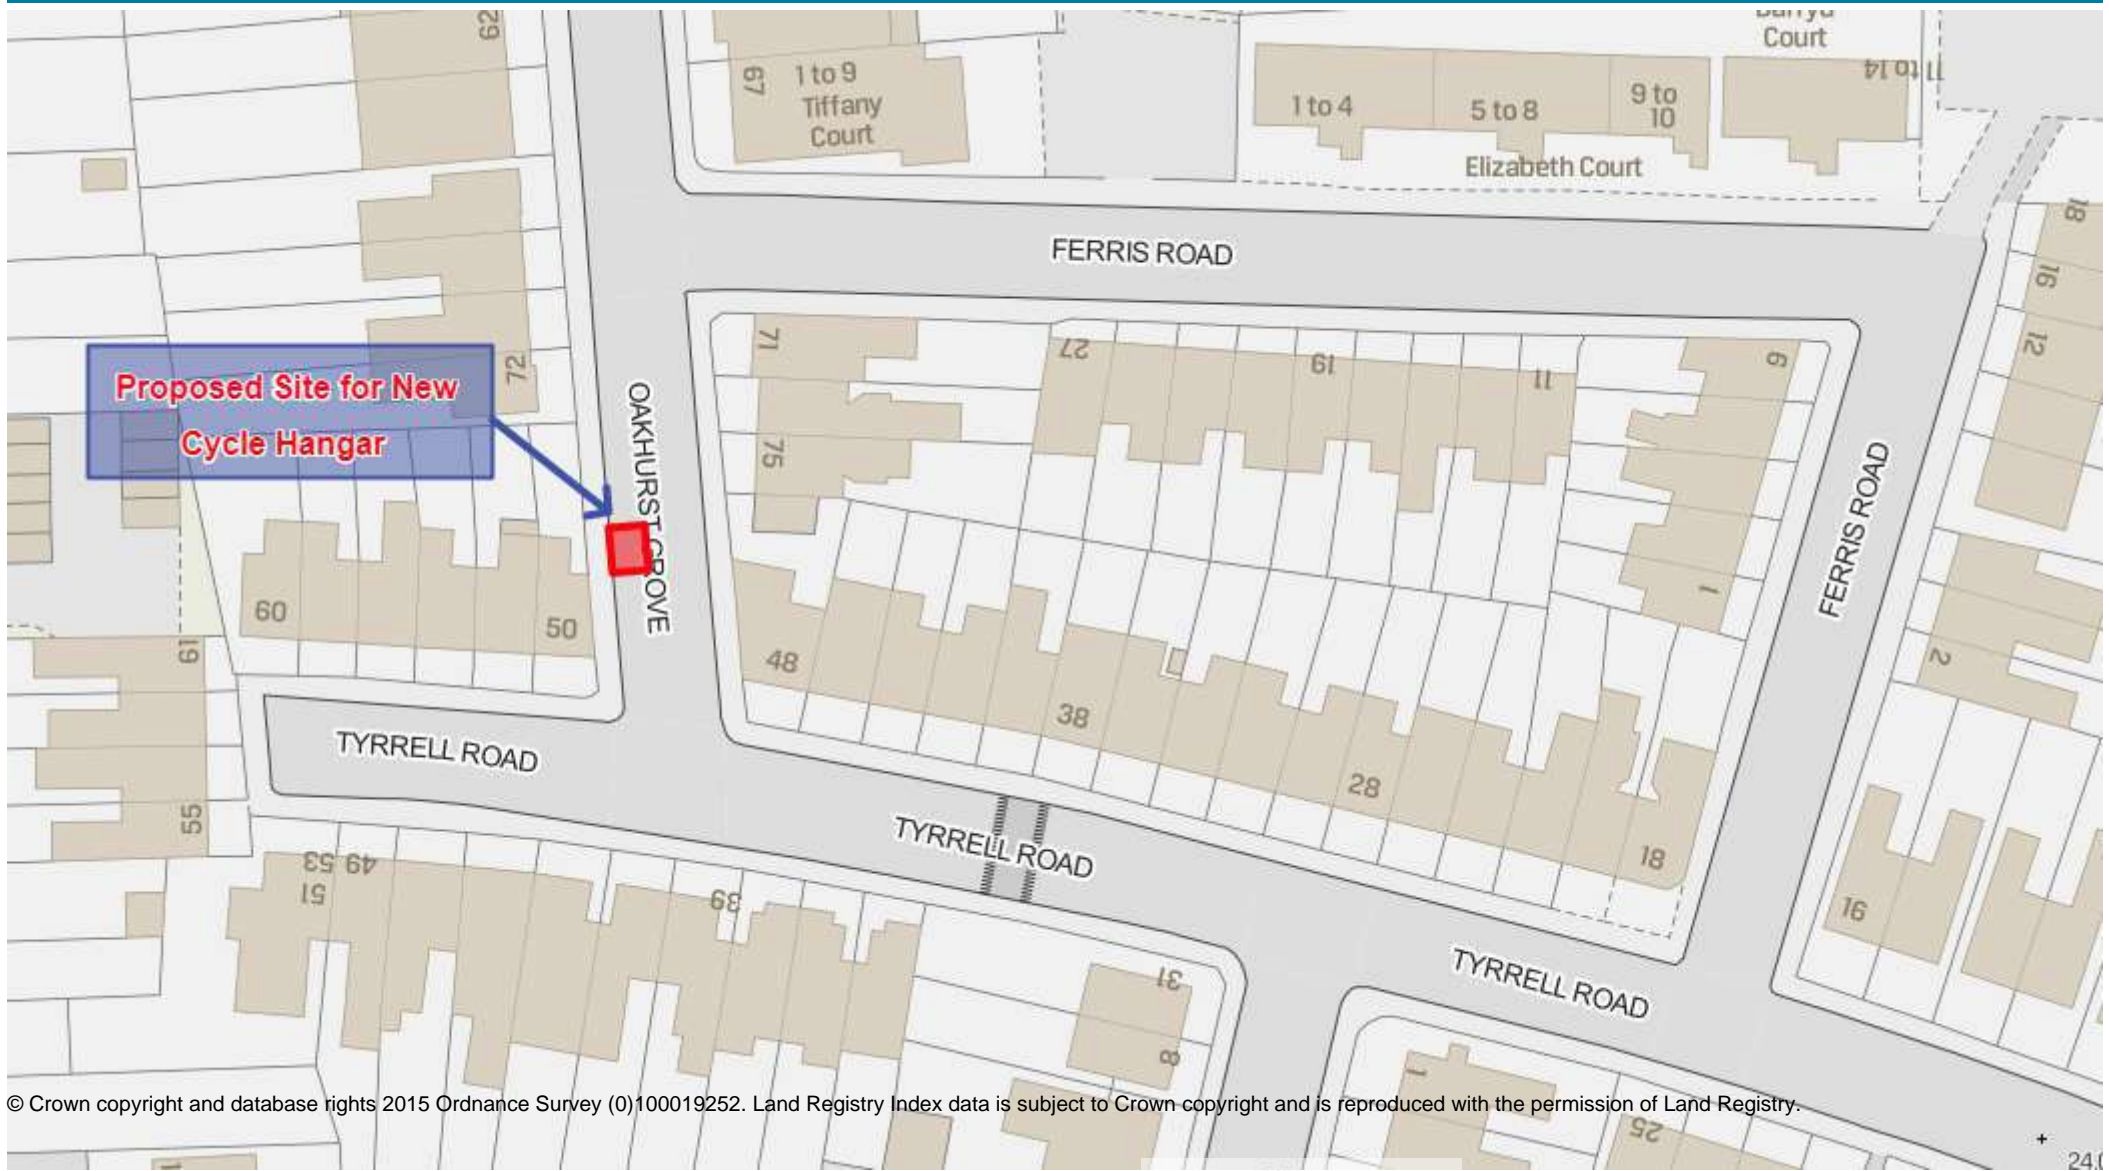 62
67
1 to 9
Tiffany
Court
Court
1 to 4
5 to 8
9 to
10
11 to 14
Elizabeth Court
FERRIS ROAD
18
16
12
72
71
27
19
11
9
Proposed Site for New
Cycle Hangar
OAKHURST GROVE
75
FERRIS ROAD
60
50
1
61
48
2
38
TYRRELL ROAD
28
55
TYRRELL ROAD
18
53
49
51
39
16
31
TYRRELL ROAD
8
1
© Crown copyright and database rights 2015 Ordnance Survey (0)100019252. Land Registry Index data is subject to Crown copyright and is reproduced with the permission of Land Registry.
25